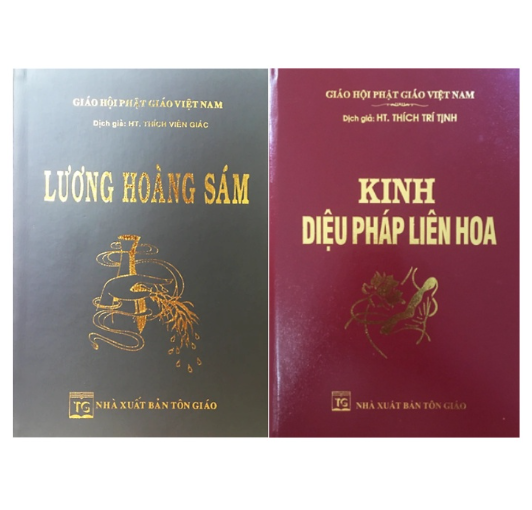 GIÁO HỘI PHẬT GIÁO VIỆT NAM
Dịch giả: HT. THÍCH VIÊN GIÁC
LƯƠNG HOÀNG SÁM
TG
NHÀ XUẤT BẢN TÔN GIÁO
GIÁO HỘI PHẬT GIÁO VIỆT NAM
Dịch giả: HT. THÍCH TRÍ TỊNH
KINH
DIỆU PHÁP LIÊN HOA
TG
NHÀ XUẤT BẢN TÔN GIÁO